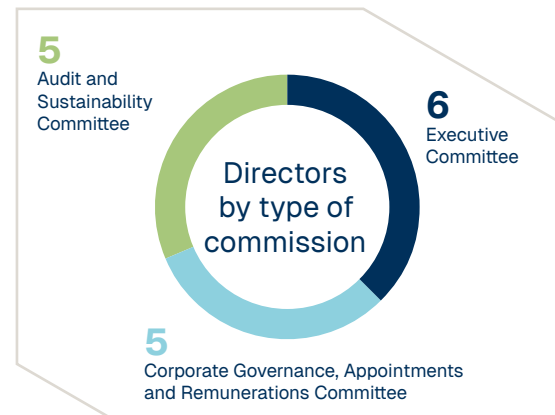 5
Audit and
Sustainability
Committee
6
Executive
Committee
Directors
by type of
commission
5
Corporate Governance, Appointments
and Remunerations Committee